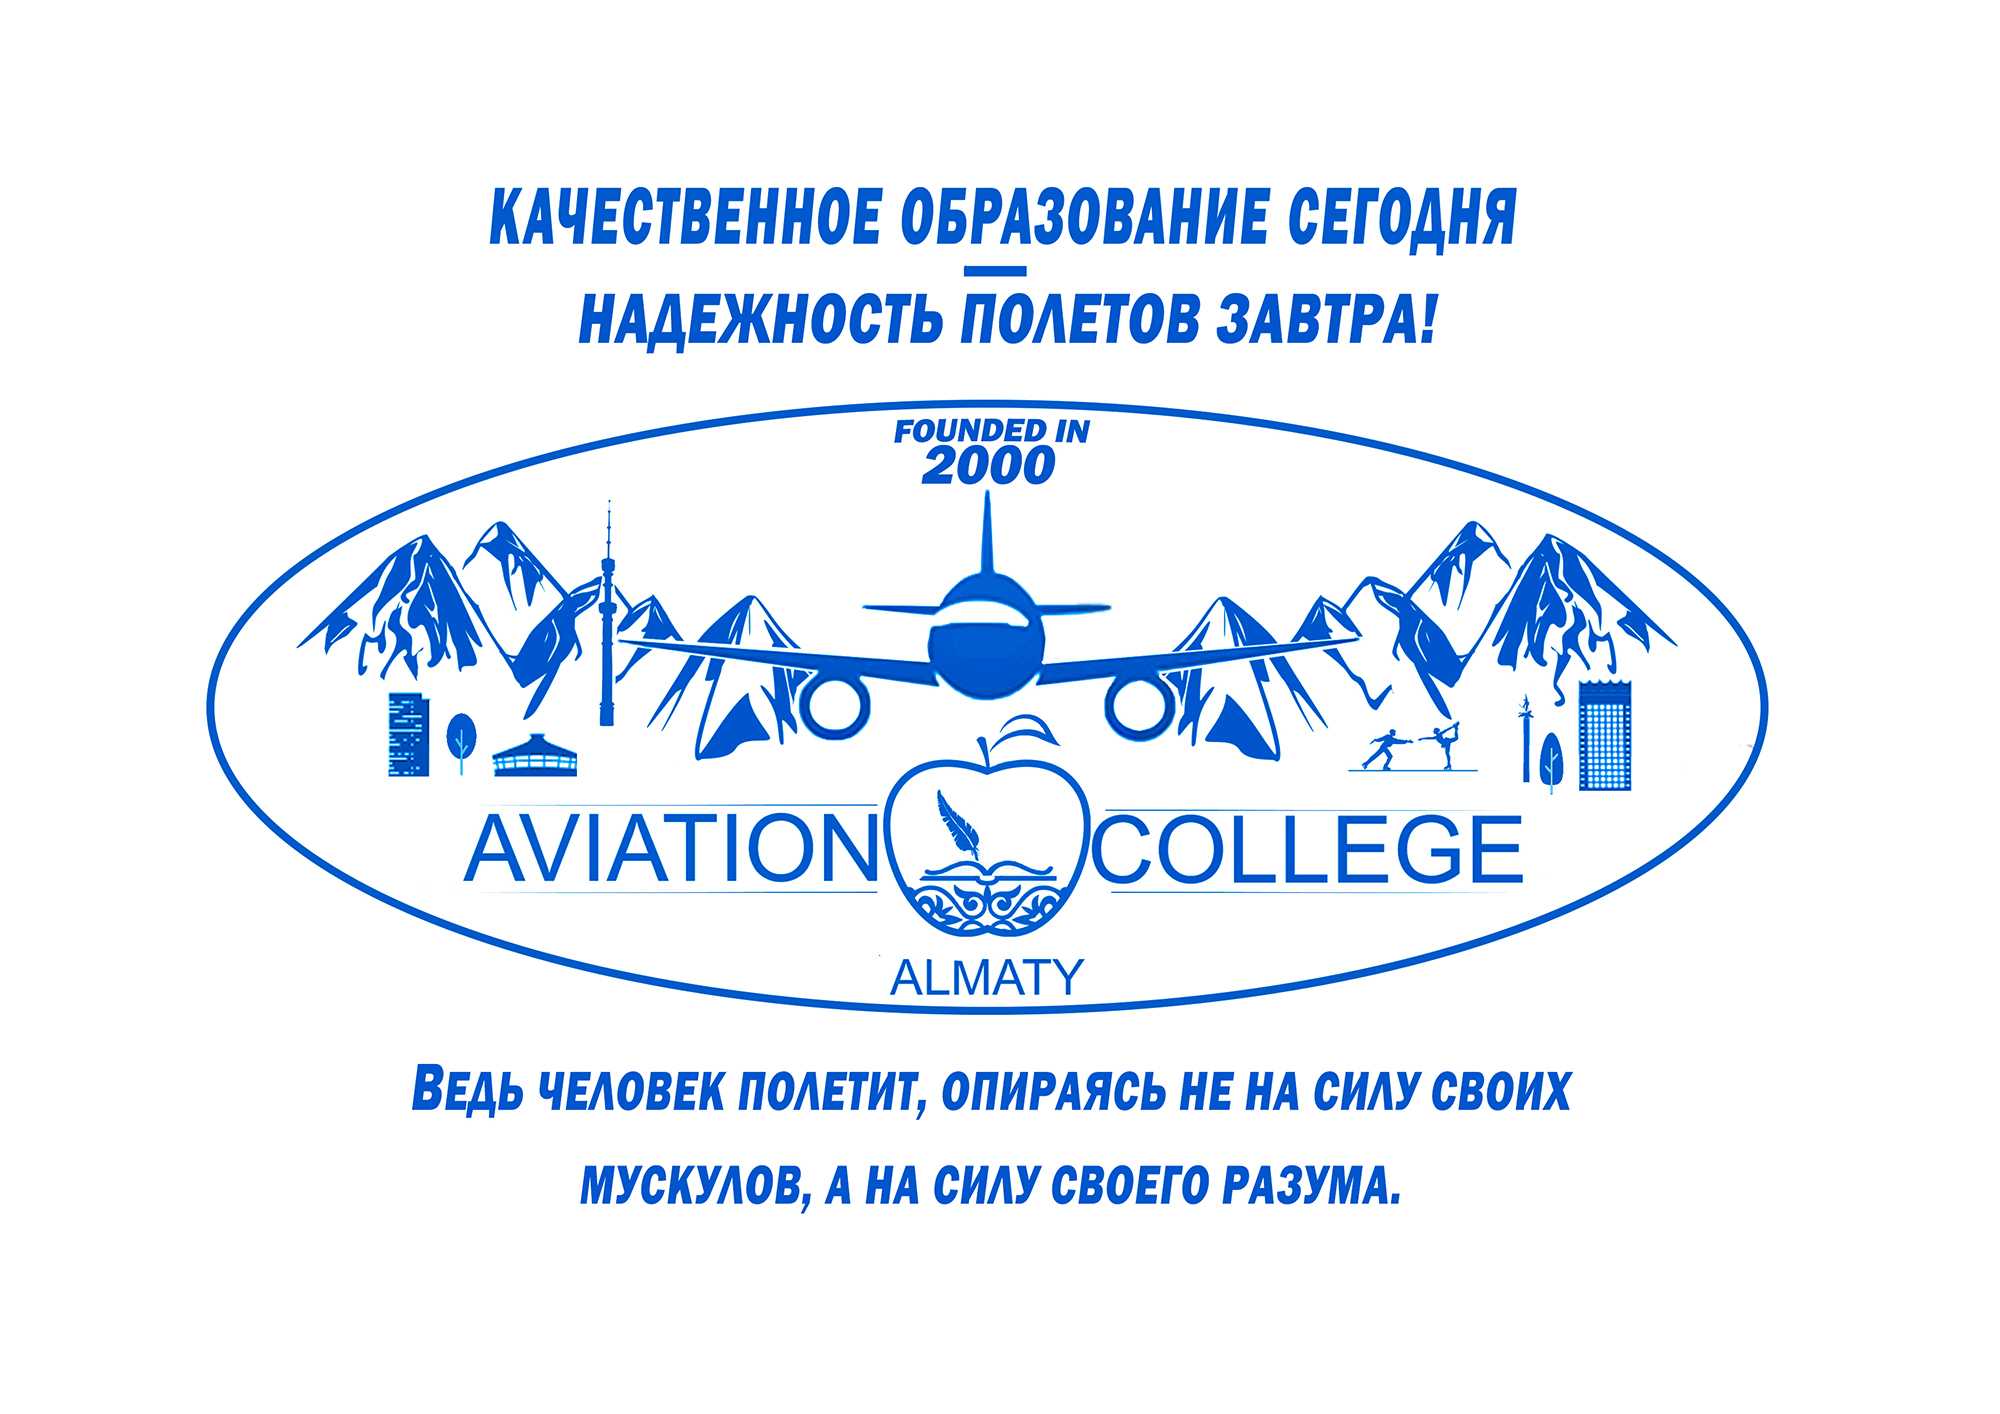 КАЧЕСТВЕННОЕ ОБРАЗОВАНИЕ СЕГОДНЯ
—
НАДЕЖНОСТЬ ПОЛЕТОВ ЗАВТРА!
FOUNDED IN
2000
AVIATION COLLEGE
ALMATY
ВЕДЬ ЧЕЛОВЕК ПОЛЕТИТ, ОПИРАЯСЬ НЕ НА СИЛУ СВОИХ
МУСКУЛОВ, А НА СИЛУ СВОЕГО РАЗУМА.